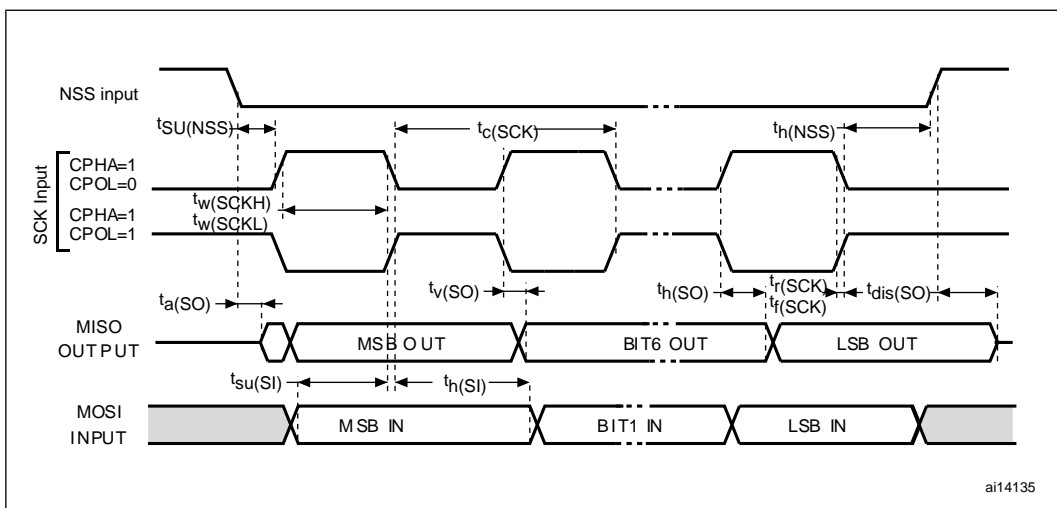 NSS input
tSU(NSS)
tc(SCK)
th(NSS)
SCK Input
CPHA=1
CPOL=0
tw(SCKH)
CPHA=1
tw(SCKL)
CPOL=1
ta(SO)
tv(SO)
th(SO)
tr(SCK)
tf(SCK)
tdis(SO)
MISO
OUTPUT
MSB OUT
BIT6 OUT
LSB OUT
tsu(SI)
th(SI)
MOSI
INPUT
MSB IN
BIT1 IN
LSB IN
ai14135